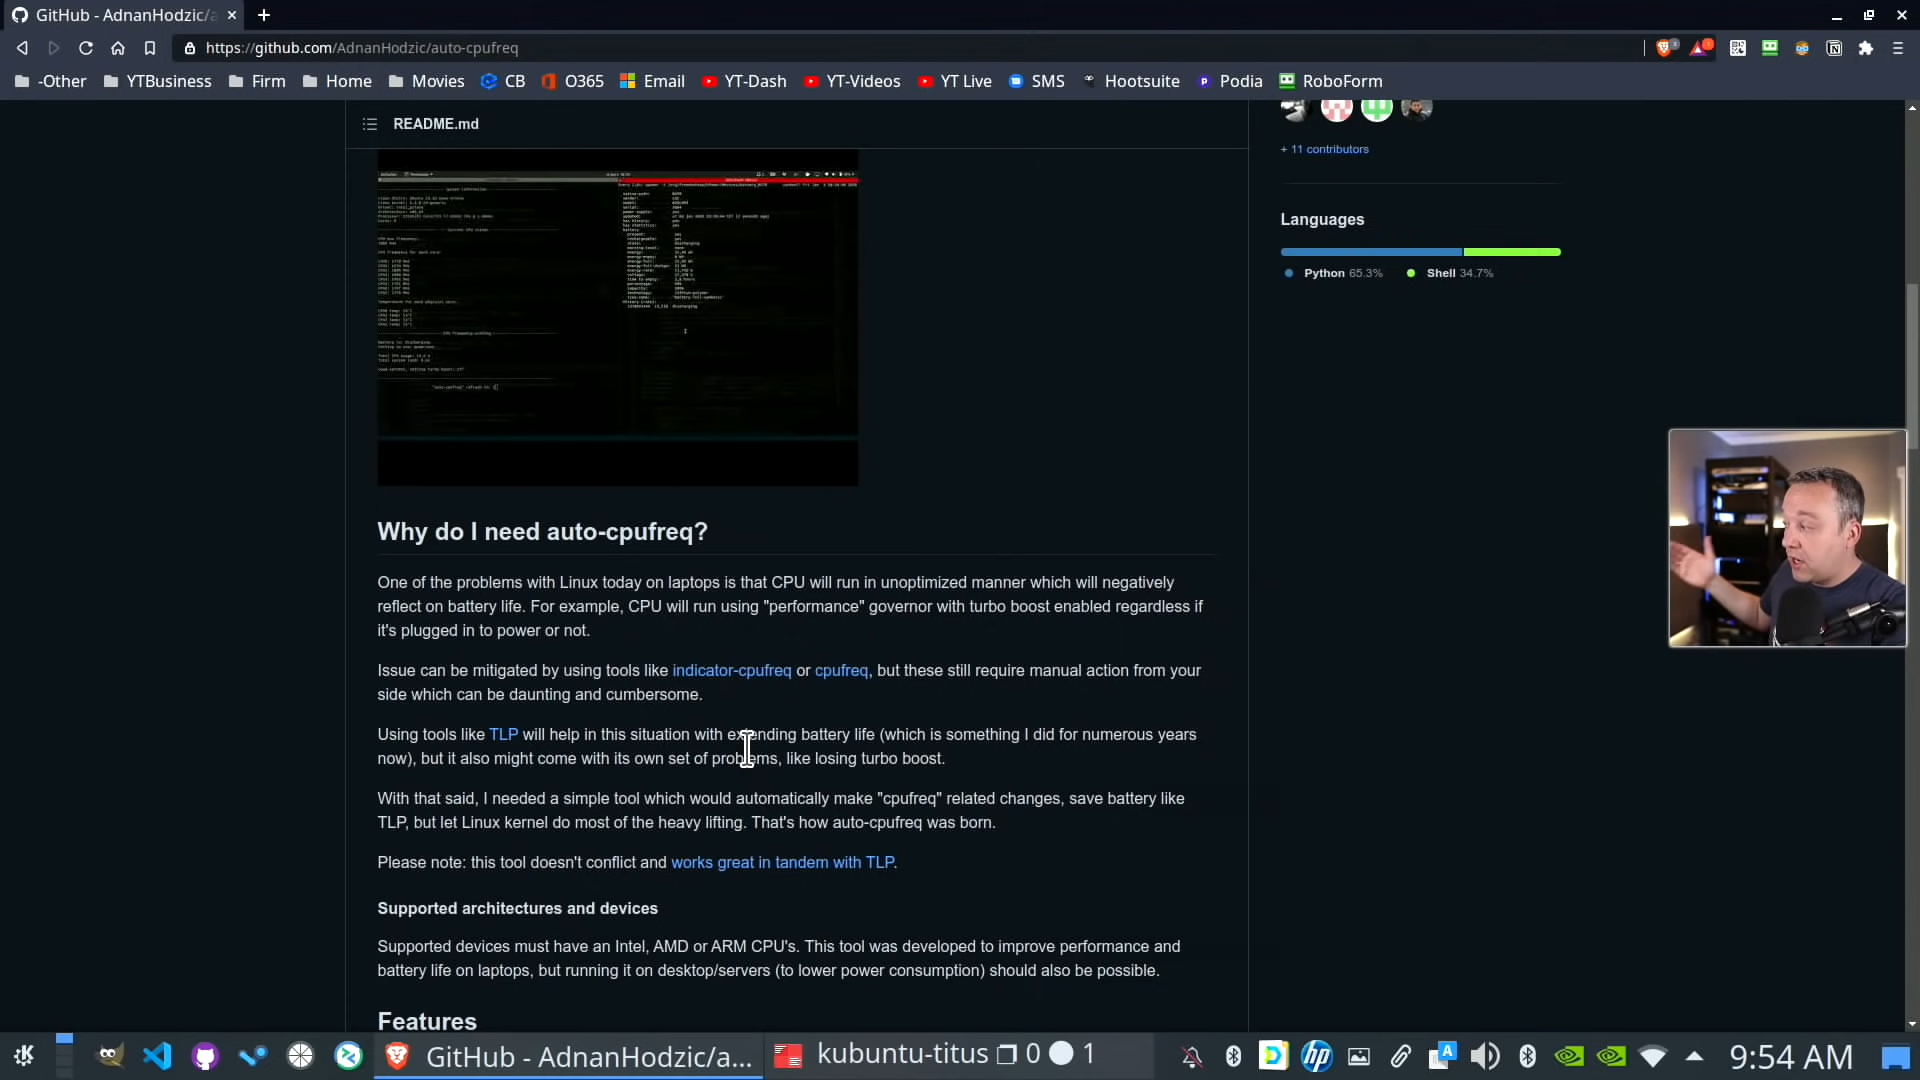 GitHub - AdnanHodzic/a
https://github.com/AdnanHodzic/auto-cpufreq
-Other YTBusiness Firm Home Movies CB O365 Email YT-Dash YT-Videos YT Live SMS Hootsuite Podia RoboForm
README.md
+ 11 contributors
Languages
Python 65.3% Shell 34.7%
Why do I need auto-cpufreq?
One of the problems with Linux today on laptops is that CPU will run in unoptimized manner which will negatively
reflect on battery life. For example, CPU will run using "performance" governor with turbo boost enabled regardless if
it's plugged in to power or not.
Issue can be mitigated by using tools like indicator-cpufreq or cpufreq, but these still require manual action from your
side which can be daunting and cumbersome.
Using tools like TLP will help in this situation with extending battery life (which is something I did for numerous years
now), but it also might come with its own set of problems, like losing turbo boost.
With that said, I needed a simple tool which would automatically make "cpufreq" related changes, save battery like
TLP, but let Linux kernel do most of the heavy lifting. That's how auto-cpufreq was born.
Please note: this tool doesn't conflict and works great in tandem with TLP.
Supported architectures and devices
Supported devices must have an Intel, AMD or ARM CPU's. This tool was developed to improve performance and
battery life on laptops, but running it on desktop/servers (to lower power consumption) should also be possible.
Features
GitHub - AdnanHodzic/a... kubuntu-titus 0 1 hp A 9:54 AM